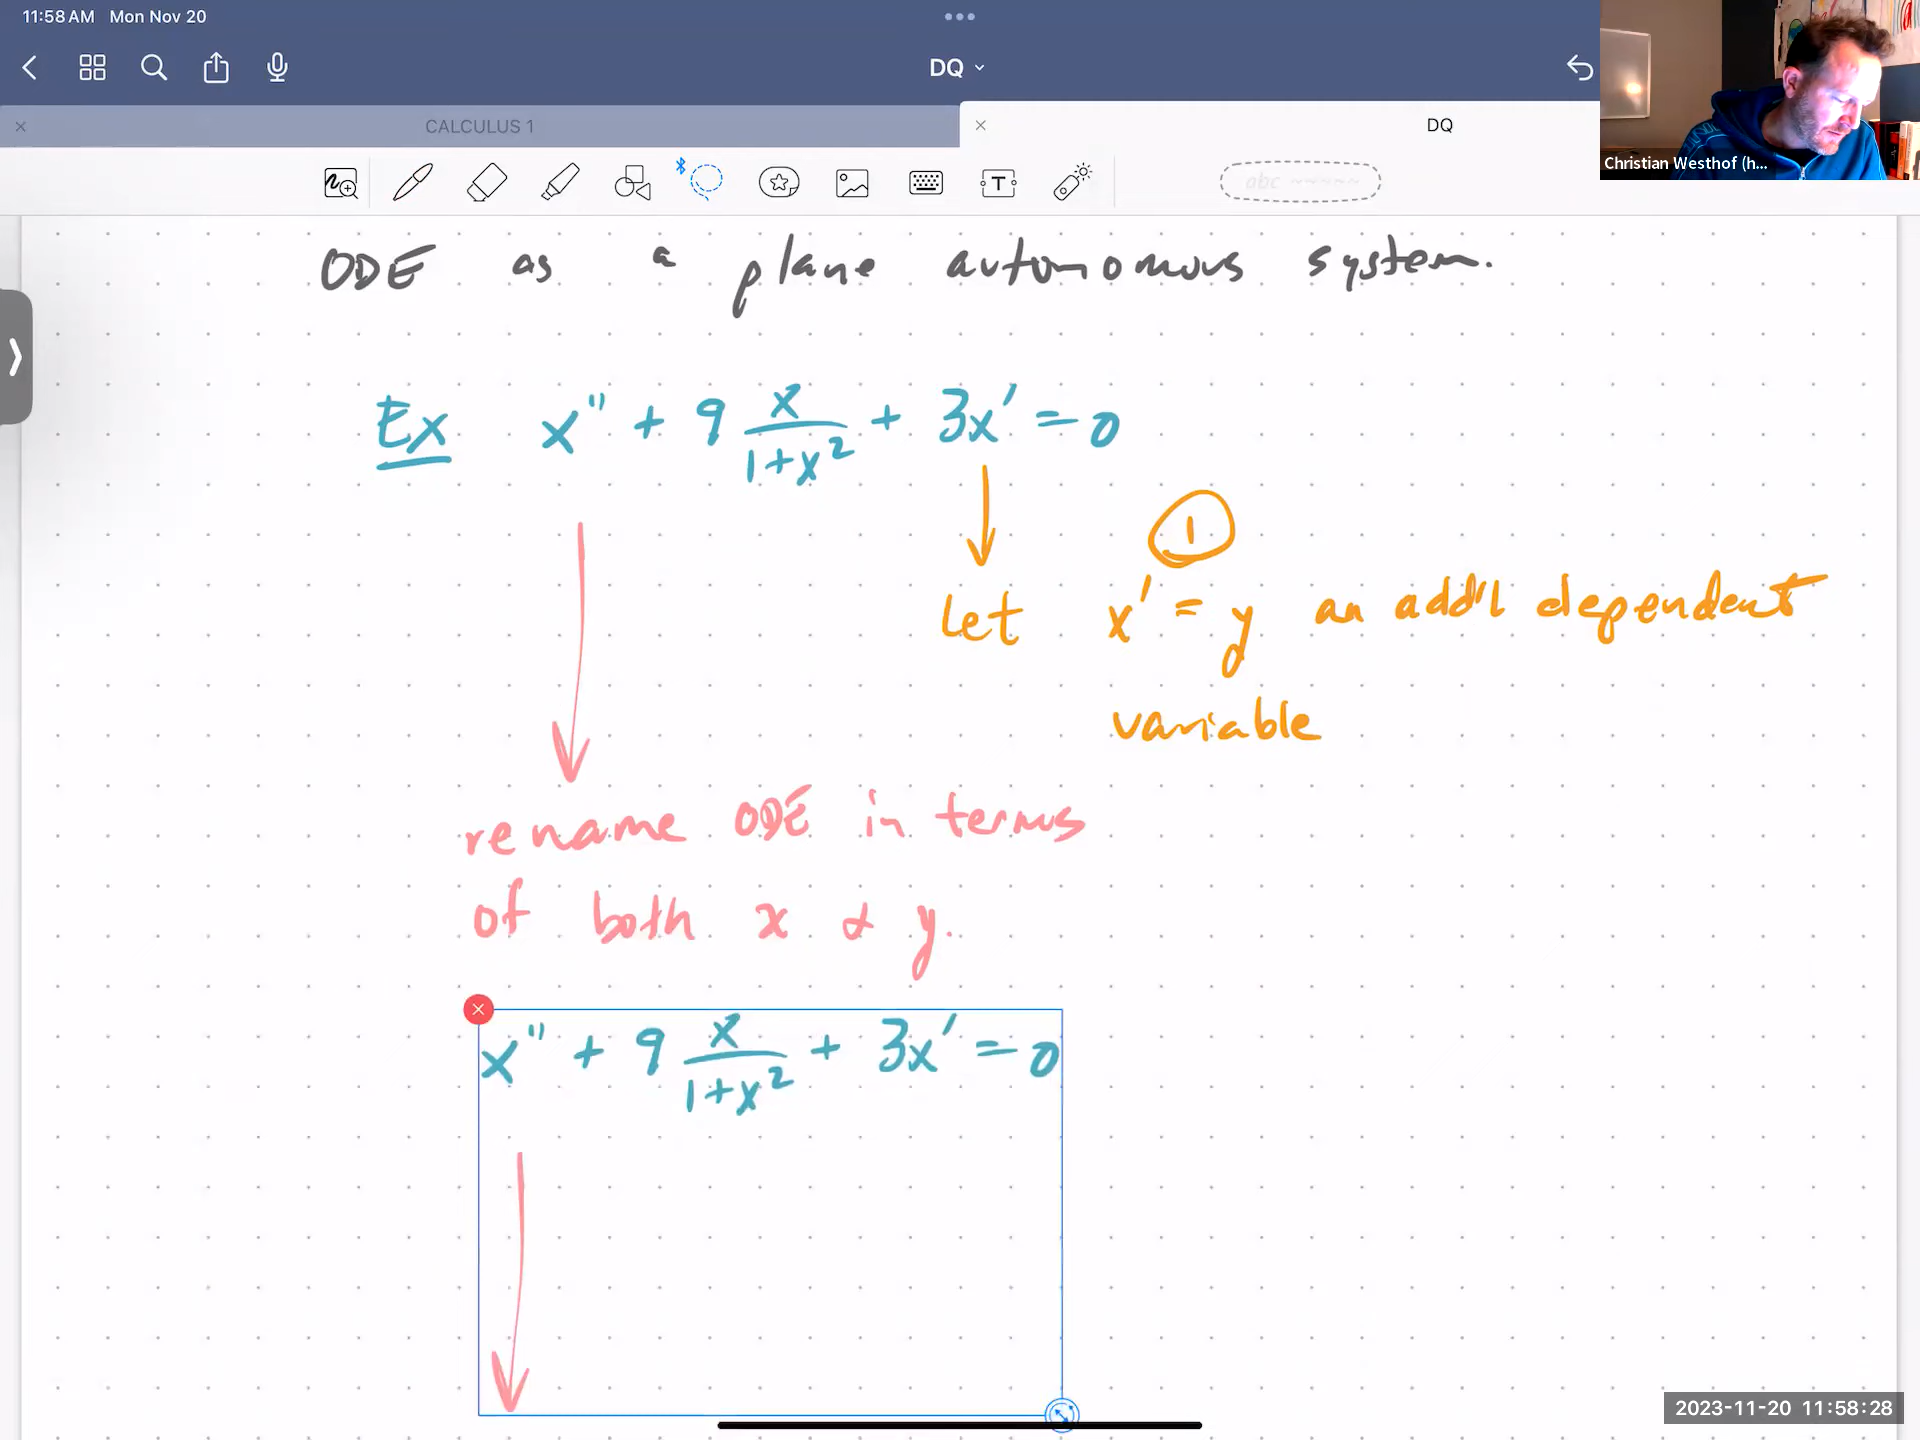 11:58 AM Mon Nov 20
DQ
CALCULUS 1
DQ
abc
T
Christian Westhof (h...
ODE as a plane autonomous system.
Ex x" + 9 x/(1+x²) + 3x' = 0
1
Let x' = y an add'l dependent
variable
rename ODE in terms
of both x & y.
x" + 9 x/(1+x²) + 3x' = 0
2023-11-20 11:58:28